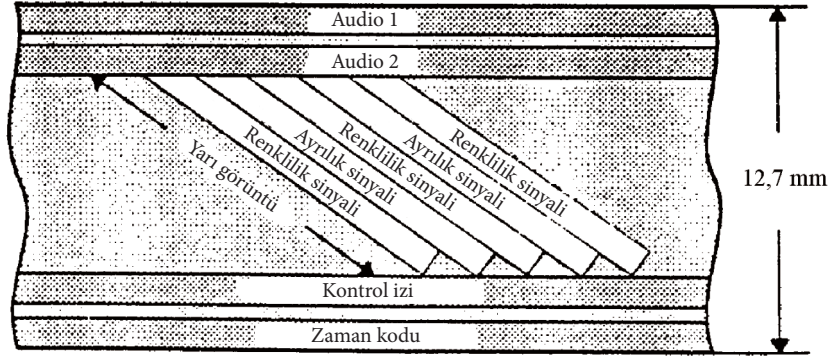 Audio 1
Audio 2
Yarı görüntü
Renklilik sinyali
Ayrılık sinyali
Renklilik sinyali
Ayrılık sinyali
Renklilik sinyali
12,7 mm
Kontrol izi
Zaman kodu